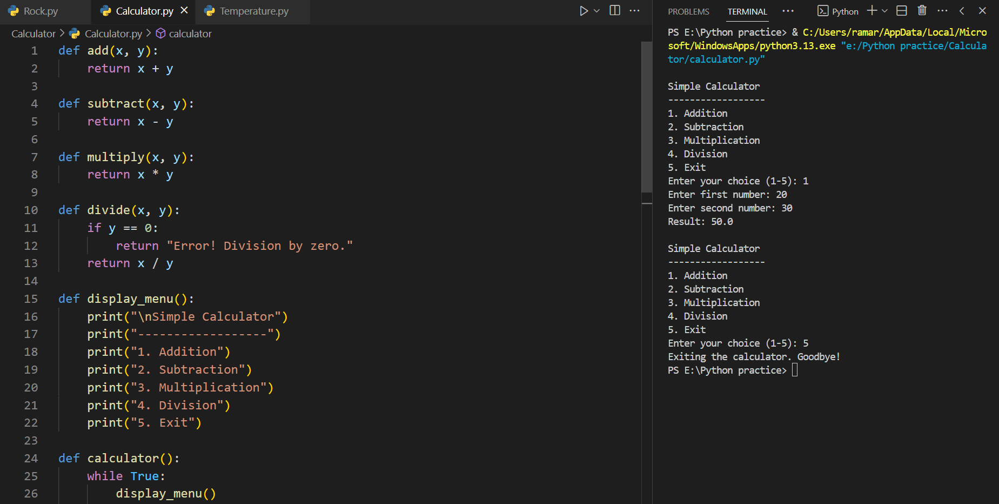 Rock.py Calculator.py Temperature.py
Calculator > Calculator.py > calculator
1 def add(x, y):
2     return x + y
3
4 def subtract(x, y):
5     return x - y
6
7 def multiply(x, y):
8     return x * y
9
10 def divide(x, y):
11     if y == 0:
12         return "Error! Division by zero."
13     return x / y
14
15 def display_menu():
16     print("\nSimple Calculator")
17     print("------------------")
18     print("1. Addition")
19     print("2. Subtraction")
20     print("3. Multiplication")
21     print("4. Division")
22     print("5. Exit")
23
24 def calculator():
25     while True:
26         display_menu()
PROBLEMS TERMINAL ··· Python
PS E:\Python practice> & C:/Users/ramar/AppData/Local/Micro
soft/WindowsApps/python3.13.exe "e:/Python practice/Calcula
tor/calculator.py"

Simple Calculator
------------------
1. Addition
2. Subtraction
3. Multiplication
4. Division
5. Exit
Enter your choice (1-5): 1
Enter first number: 20
Enter second number: 30
Result: 50.0

Simple Calculator
------------------
1. Addition
2. Subtraction
3. Multiplication
4. Division
5. Exit
Enter your choice (1-5): 5
Exiting the calculator. Goodbye!
PS E:\Python practice>